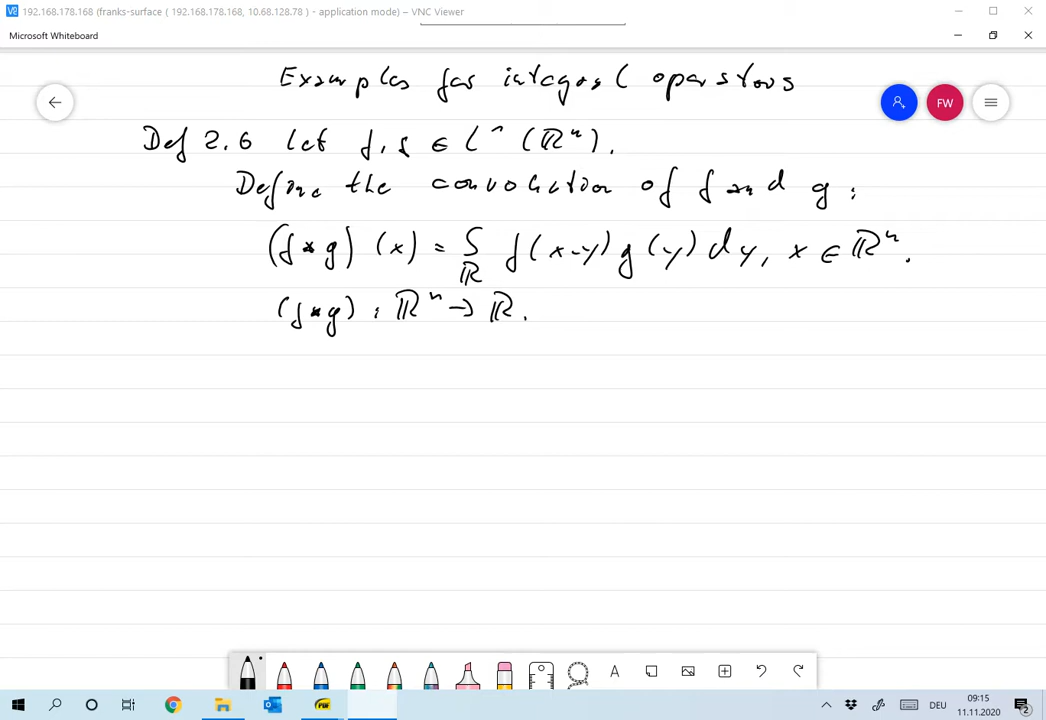 192.168.178.168 (franks-surface ( 192.168.178.168, 10.68.128.78 ) - application mode) – VNC Viewer
Microsoft Whiteboard
Examples for integral operators
FW
Def 2.6 Let f, g ∈ L¹ (ℝⁿ).
Define the convolution of f and g :
(f*g) (x) = ∫_ℝ f(x-y) g(y) dy, x ∈ ℝⁿ.
(f*g) : ℝⁿ → ℝ.
A
DEU
09:15
11.11.2020
2